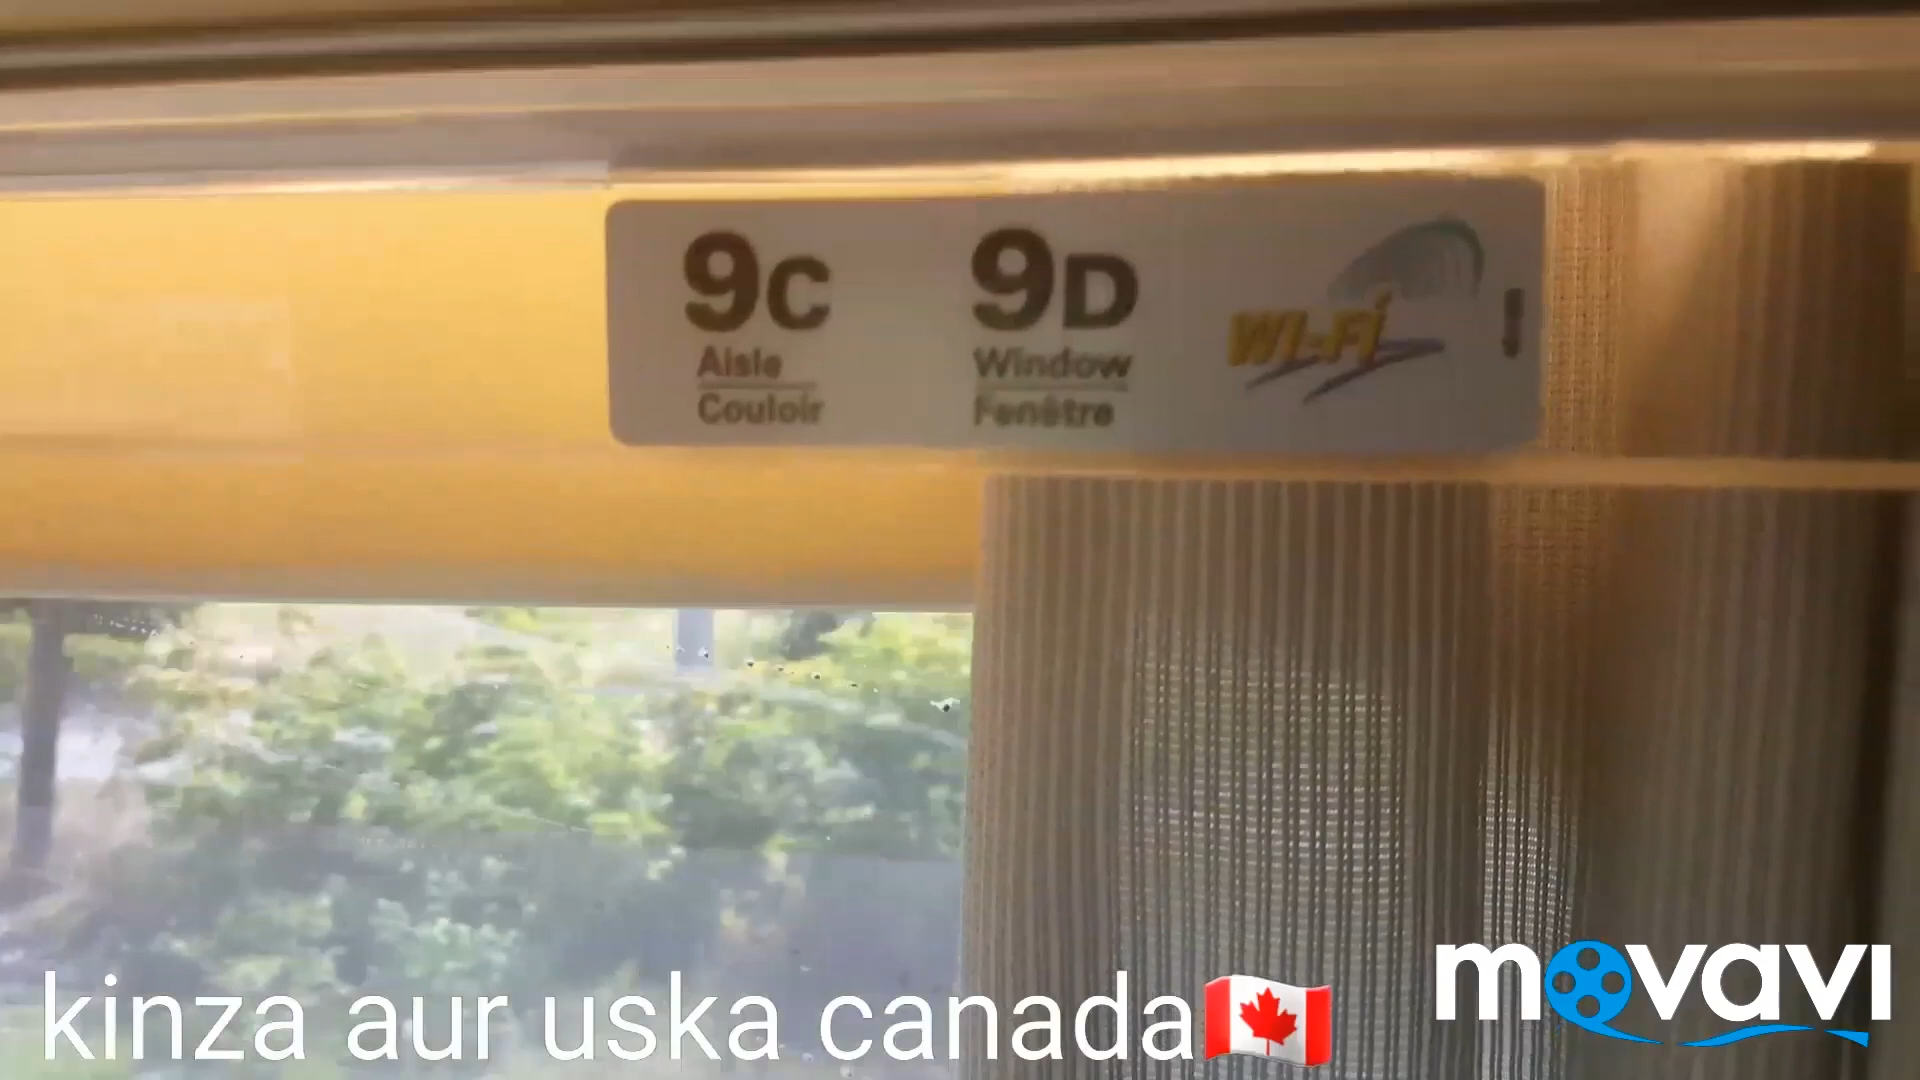 9C 9D
Aisle Window WI-Fi
Couloir Fenêtre
kinza aur uska canada🇨🇦
movavi